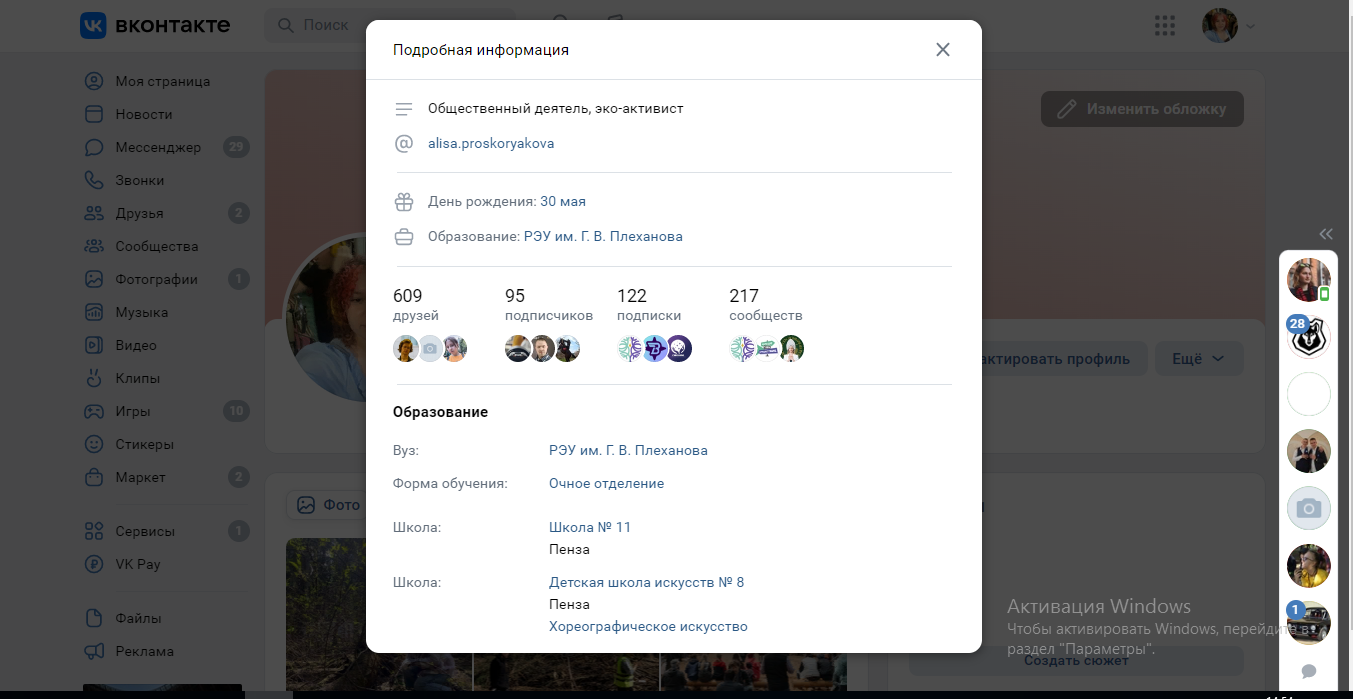 вконтакте
Поиск
Моя страница
Новости
Мессенджер 29
Звонки
Друзья 2
Сообщества
Фотографии 1
Музыка
Видео
Клипы
Игры 10
Стикеры
Маркет 2
Сервисы 1
VK Pay
Файлы
Реклама
Подробная информация
Общественный деятель, эко-активист
alisa.proskoryakova
День рождения: 30 мая
Образование: РЭУ им. Г. В. Плеханова
609 95 122 217
друзей подписчиков подписки сообществ
Образование
Вуз: РЭУ им. Г. В. Плеханова
Форма обучения: Очное отделение
Школа: Школа № 11
Пенза
Школа: Детская школа искусств № 8
Пенза
Хореографическое искусство
Изменить обложку
актировать профиль
Ещё
Фото
28
1
Активация Windows
Чтобы активировать Windows, перейдите в
раздел "Параметры".
Создать сюжет